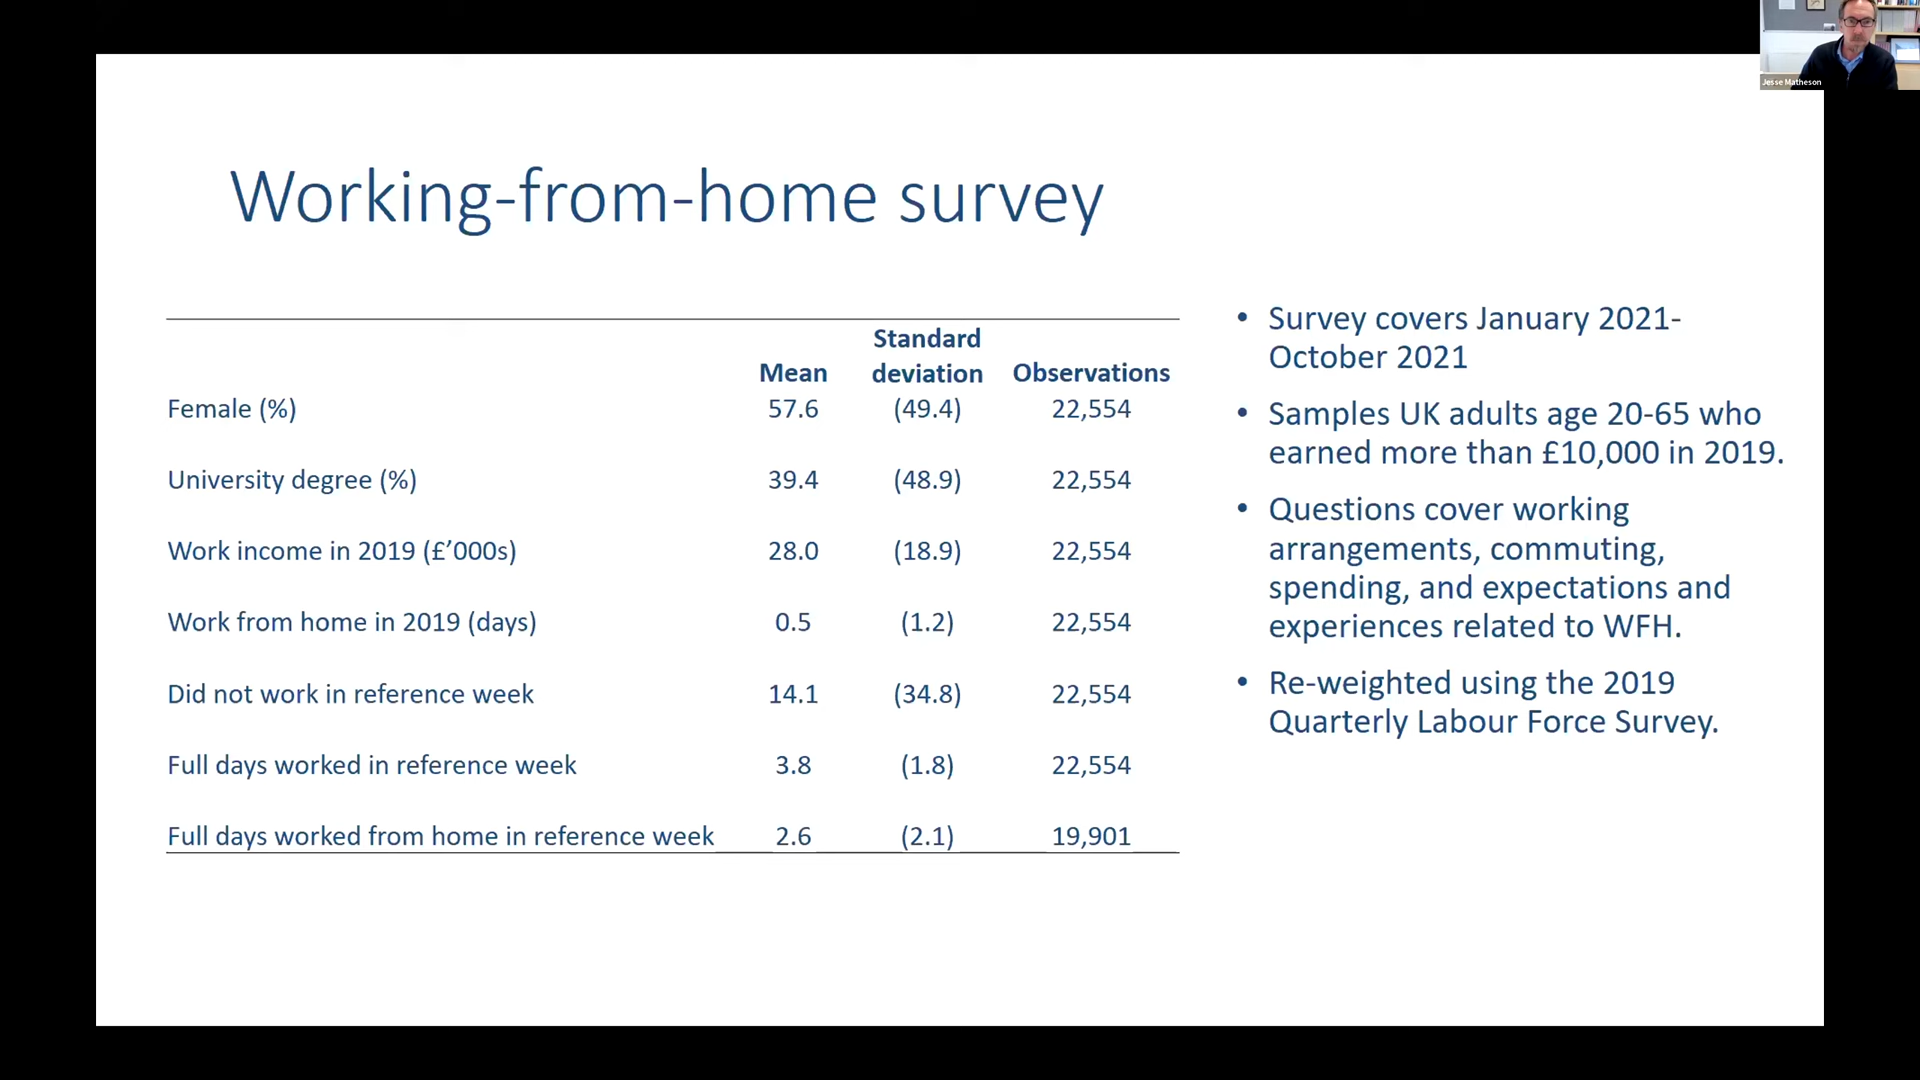 Jesse Matheson
Working-from-home survey
Standard
Mean deviation Observations
Female (%) 57.6 (49.4) 22,554
University degree (%) 39.4 (48.9) 22,554
Work income in 2019 (£’000s) 28.0 (18.9) 22,554
Work from home in 2019 (days) 0.5 (1.2) 22,554
Did not work in reference week 14.1 (34.8) 22,554
Full days worked in reference week 3.8 (1.8) 22,554
Full days worked from home in reference week 2.6 (2.1) 19,901
• Survey covers January 2021-
October 2021
• Samples UK adults age 20-65 who
earned more than £10,000 in 2019.
• Questions cover working
arrangements, commuting,
spending, and expectations and
experiences related to WFH.
• Re-weighted using the 2019
Quarterly Labour Force Survey.